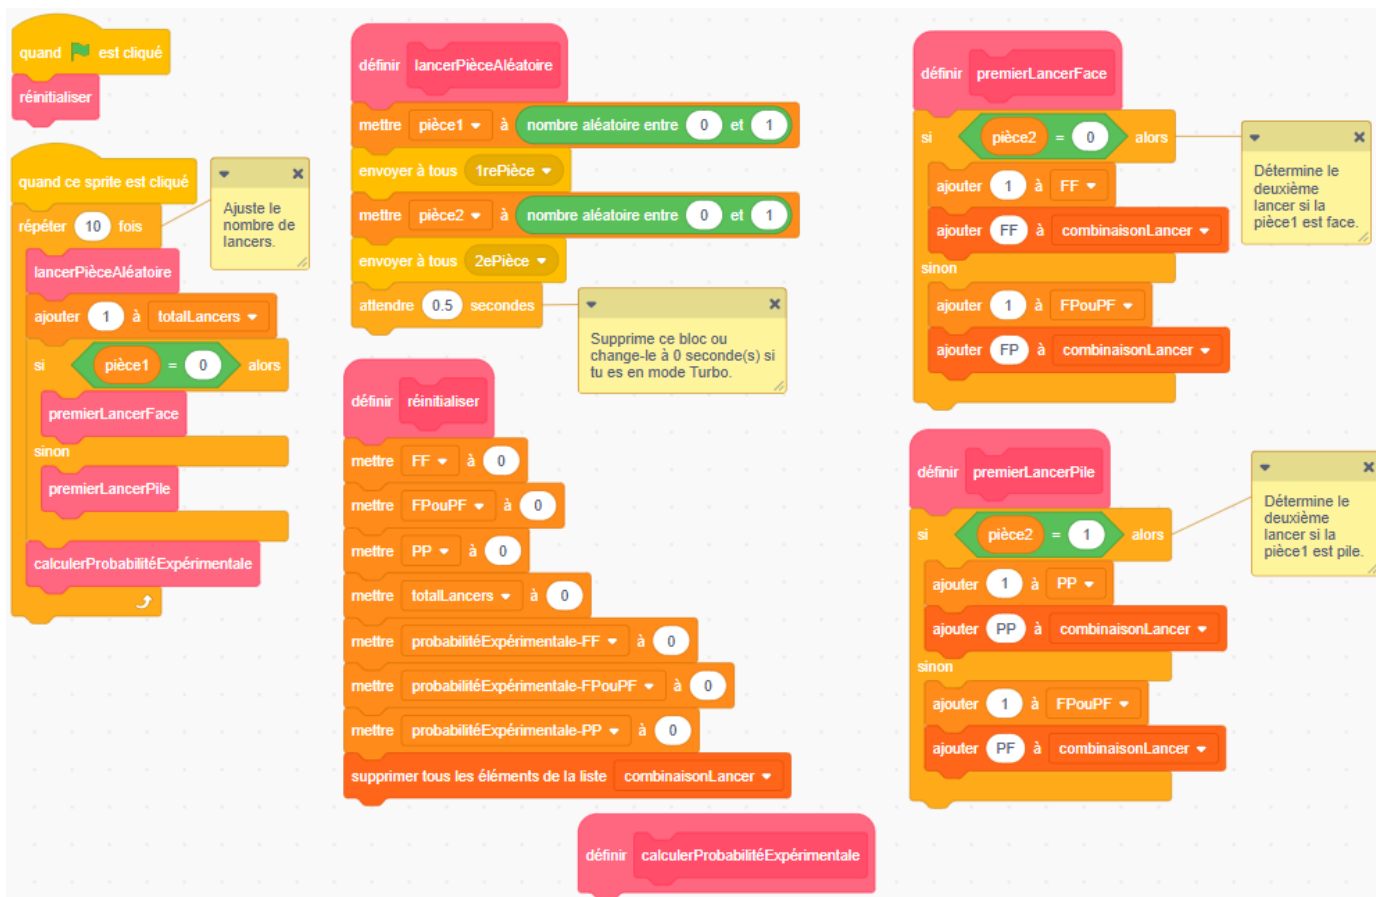 quand est cliqué
réinitialiser
quand ce sprite est cliqué
répéter 10 fois
lancerPièceAléatoire
ajouter 1 à totalLancers
si pièce1 = 0 alors
premierLancerFace
sinon
premierLancerPile
calculerProbabilitéExpérimentale
Ajuste le
nombre de
lancers.
définir lancerPièceAléatoire
mettre pièce1 à nombre aléatoire entre 0 et 1
envoyer à tous 1rePièce
mettre pièce2 à nombre aléatoire entre 0 et 1
envoyer à tous 2ePièce
attendre 0.5 secondes
Supprime ce bloc ou
change-le à 0 seconde(s) si
tu es en mode Turbo.
définir réinitialiser
mettre FF à 0
mettre FPouPF à 0
mettre PP à 0
mettre totalLancers à 0
mettre probabilitéExpérimentale-FF à 0
mettre probabilitéExpérimentale-FPouPF à 0
mettre probabilitéExpérimentale-PP à 0
supprimer tous les éléments de la liste combinaisonLancer
définir calculerProbabilitéExpérimentale
définir premierLancerFace
si pièce2 = 0 alors
ajouter 1 à FF
ajouter FF à combinaisonLancer
sinon
ajouter 1 à FPouPF
ajouter FP à combinaisonLancer
Détermine le
deuxième
lancer si la
pièce1 est face.
définir premierLancerPile
si pièce2 = 1 alors
ajouter 1 à PP
ajouter PP à combinaisonLancer
sinon
ajouter 1 à FPouPF
ajouter PF à combinaisonLancer
Détermine le
deuxième
lancer si la
pièce1 est pile.